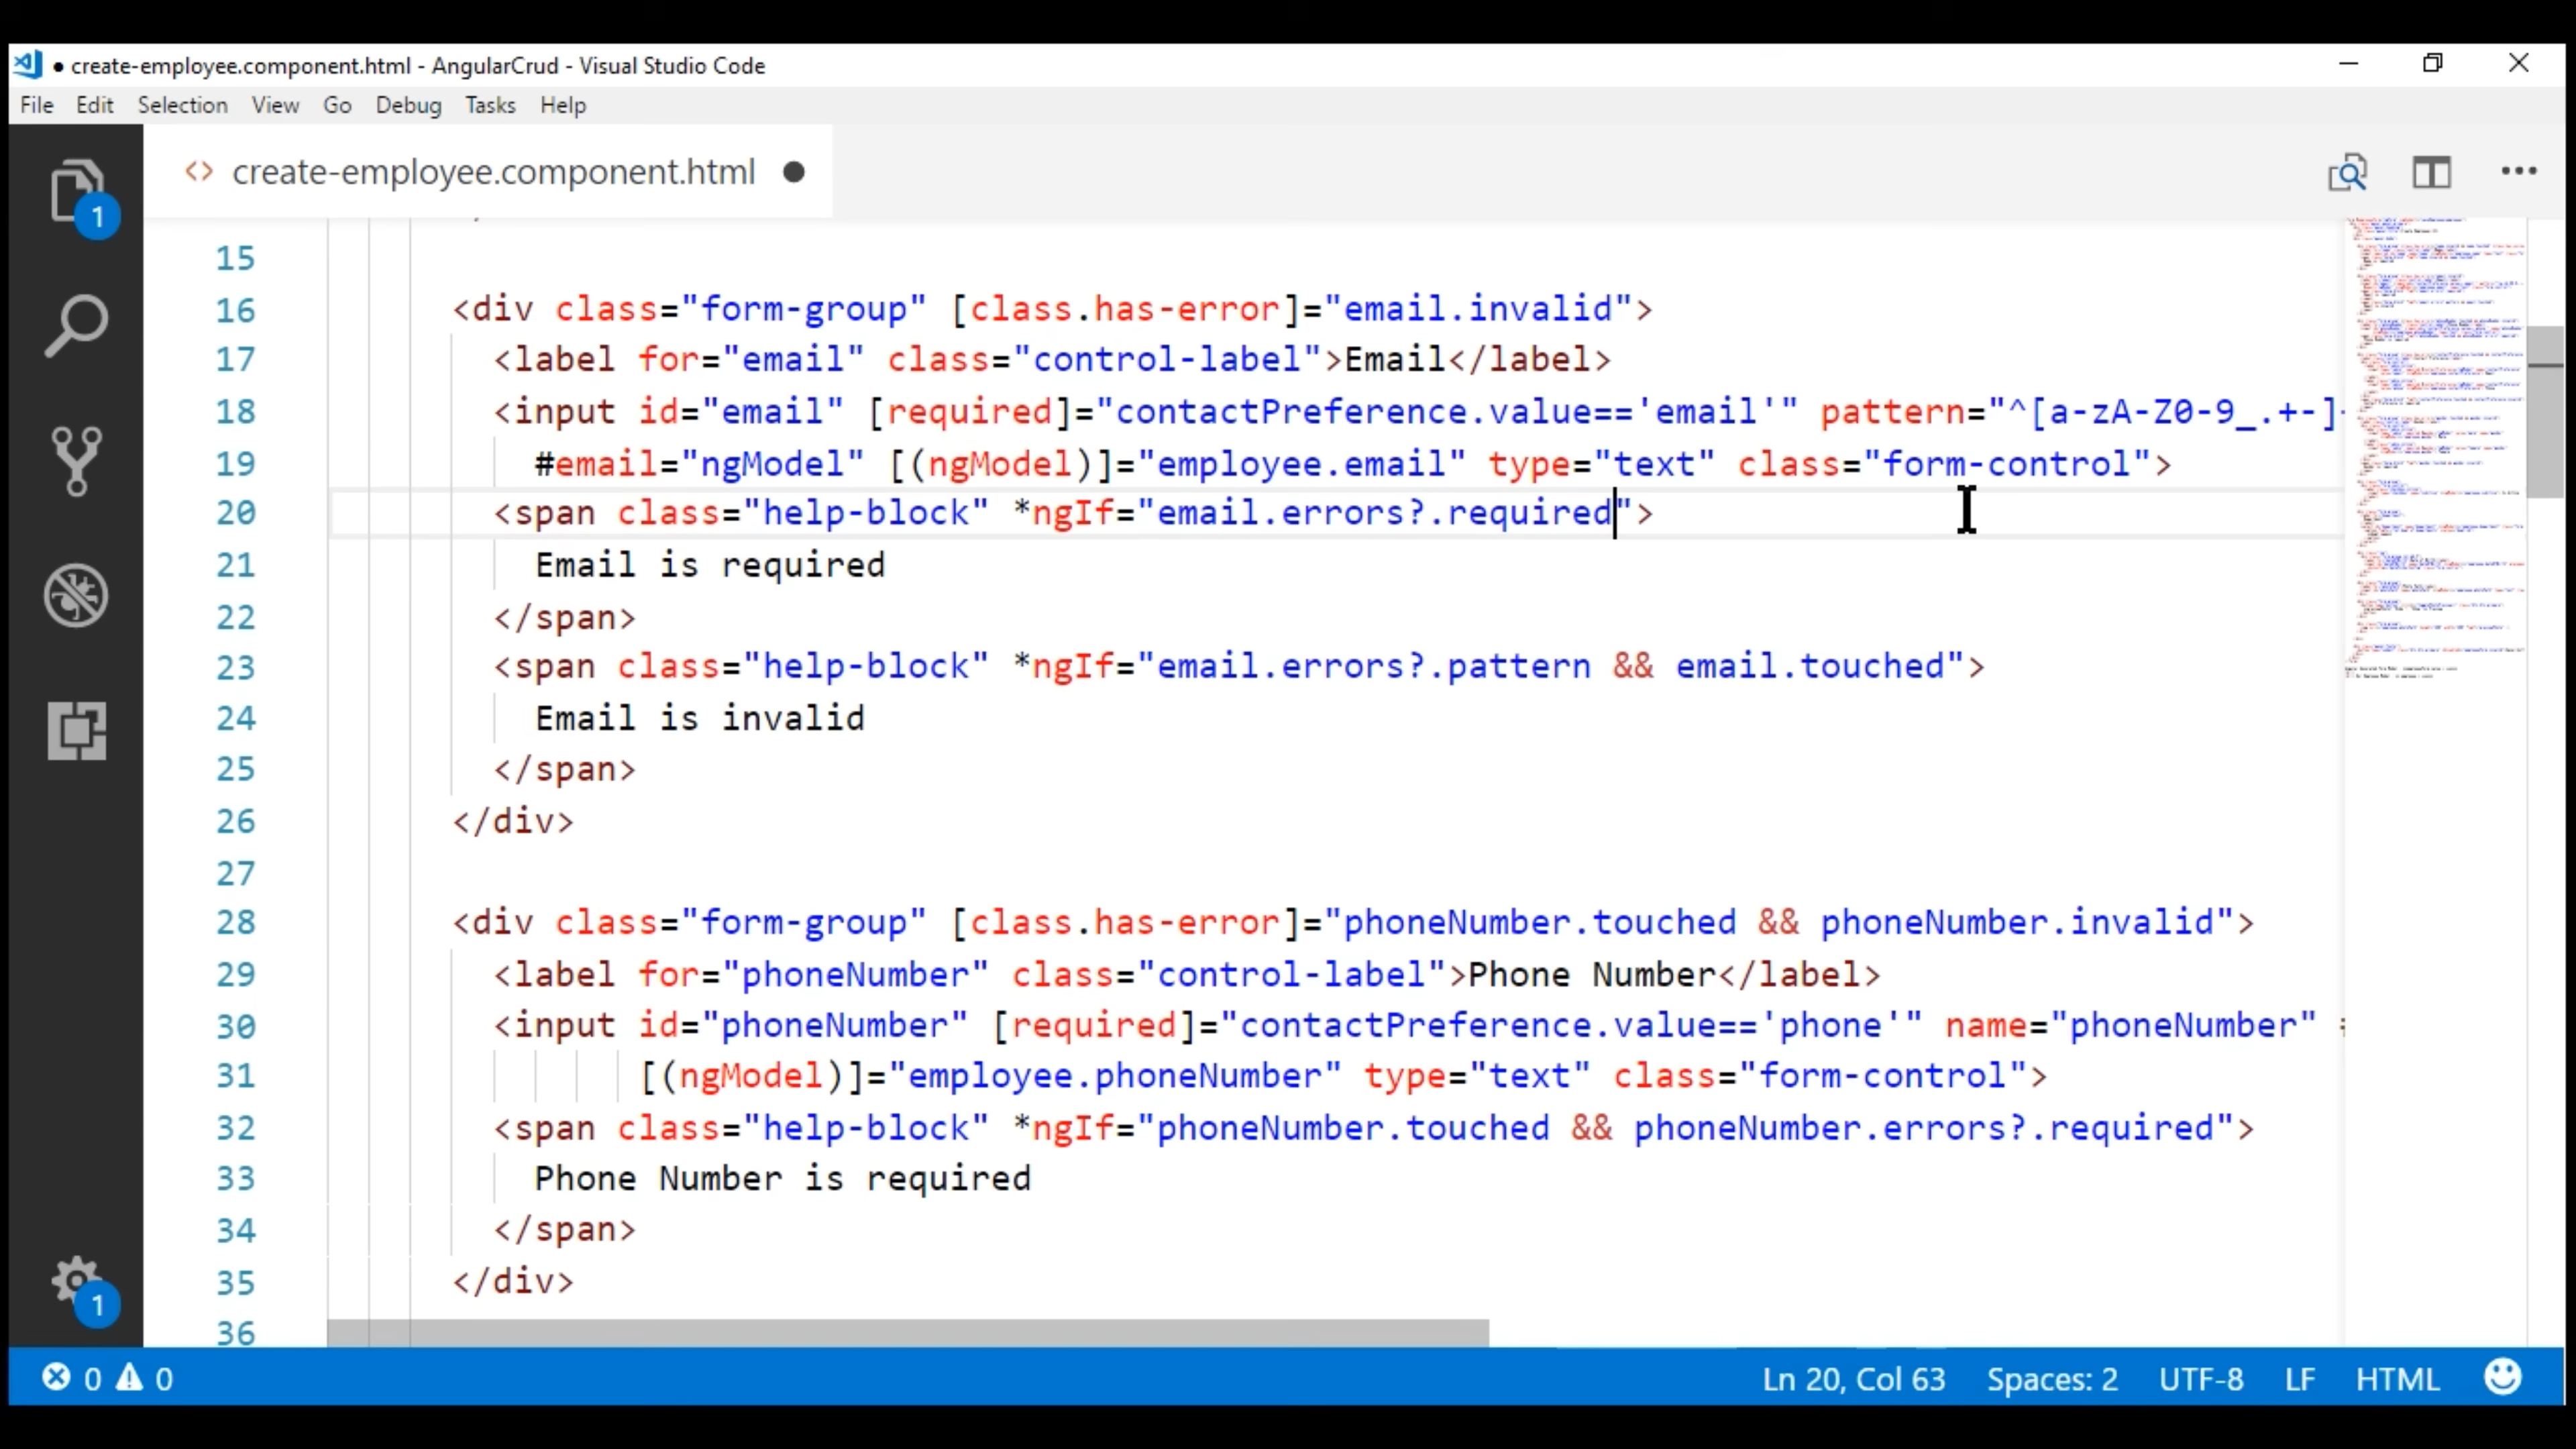 ● create-employee.component.html - AngularCrud - Visual Studio Code
File Edit Selection View Go Debug Tasks Help
<> create-employee.component.html ●
1
15
16 <div class="form-group" [class.has-error]="email.invalid">
17 <label for="email" class="control-label">Email</label>
18 <input id="email" [required]="contactPreference.value=='email'" pattern="^[a-zA-Z0-9_.+-]
19 #email="ngModel" [(ngModel)]="employee.email" type="text" class="form-control">
20 <span class="help-block" *ngIf="email.errors?.required">
21 Email is required
22 </span>
23 <span class="help-block" *ngIf="email.errors?.pattern && email.touched">
24 Email is invalid
25 </span>
26 </div>
27
28 <div class="form-group" [class.has-error]="phoneNumber.touched && phoneNumber.invalid">
29 <label for="phoneNumber" class="control-label">Phone Number</label>
30 <input id="phoneNumber" [required]="contactPreference.value=='phone'" name="phoneNumber"
31 [(ngModel)]="employee.phoneNumber" type="text" class="form-control">
32 <span class="help-block" *ngIf="phoneNumber.touched && phoneNumber.errors?.required">
33 Phone Number is required
34 </span>
35 </div>
36
1
0 0 Ln 20, Col 63 Spaces: 2 UTF-8 LF HTML